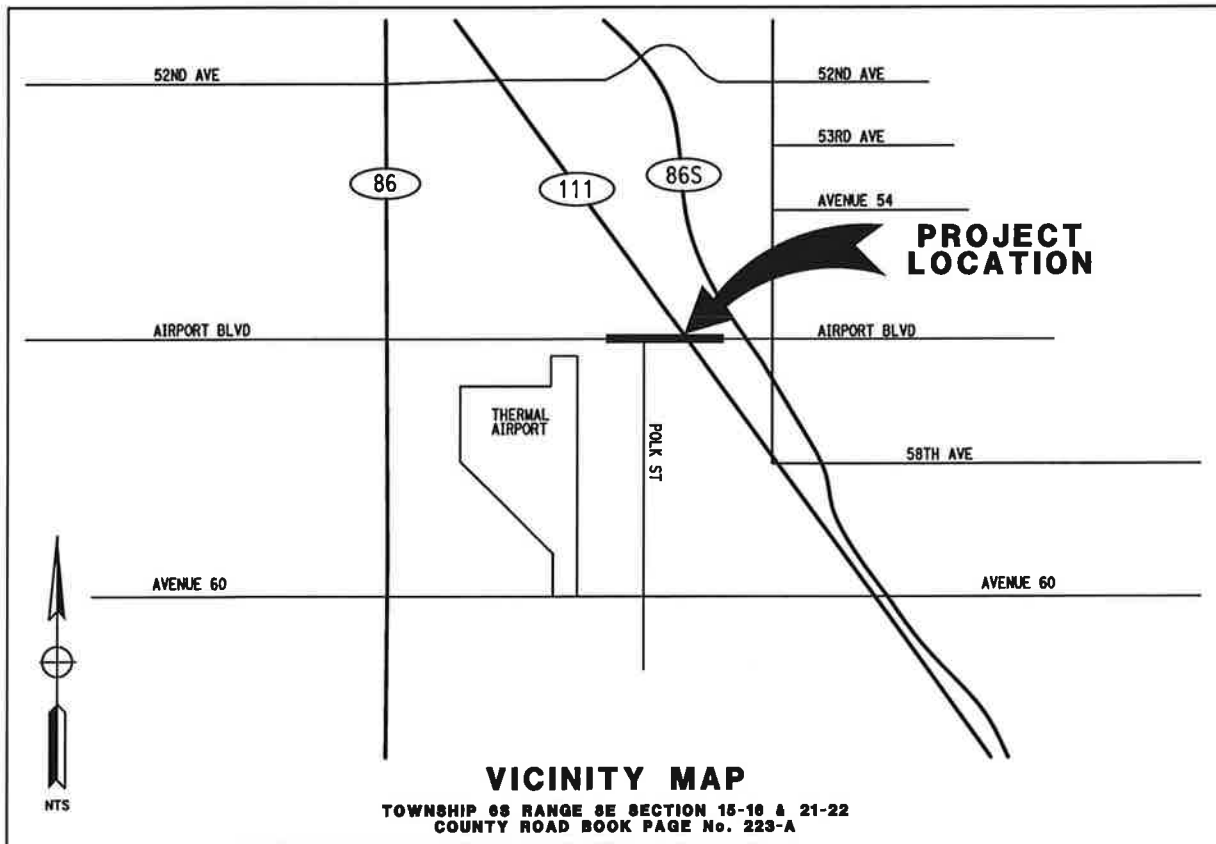 52ND AVE
52ND AVE
53RD AVE
86
111
86S
AVENUE 54
PROJECT
LOCATION
AIRPORT BLVD
AIRPORT BLVD
THERMAL
AIRPORT
POLK ST
58TH AVE
AVENUE 60
AVENUE 60
NTS
VICINITY MAP
TOWNSHIP 6S RANGE 8E SECTION 15-16 & 21-22
COUNTY ROAD BOOK PAGE No. 223-A